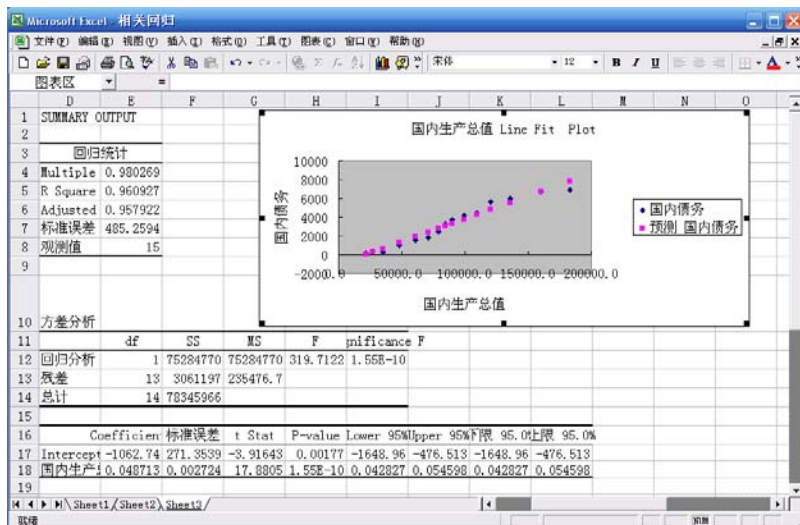 Microsoft Excel - 相关回归
文件(F) 编辑(E) 视图(V) 插入(I) 格式(O) 工具(T) 图表(C) 窗口(W) 帮助(H)
宋体 12 B I U
图表区 =
D E F G H I J K L M N O
1 SUMMARY OUTPUT
2
3 回归统计
4 Multiple 0.980269
5 R Square 0.960927
6 Adjusted 0.957922
7 标准误差 485.2594
8 观测值 15
9
国内生产总值 Line Fit Plot
10000
8000
6000
4000
2000
0
-2000
0.0 50000.0 100000.0 150000.0 200000.0
国内债务
国内生产总值
国内债务
预测 国内债务
10 方差分析
11 df SS MS F gnificance F
12 回归分析 1 75284770 75284770 319.7122 1.55E-10
13 残差 13 3061197 235476.7
14 总计 14 78345966
15
16 Coefficien 标准误差 t Stat P-value Lower 95% Upper 95% 下限 95.0% 上限 95.0%
17 Intercept -1062.74 271.3539 -3.91643 0.00177 -1648.96 -476.513 -1648.96 -476.513
18 国内生产 0.048713 0.002724 17.8805 1.55E-10 0.042827 0.054598 0.042827 0.054598
19
Sheet1 / Sheet2 \ Sheet3 /
就绪